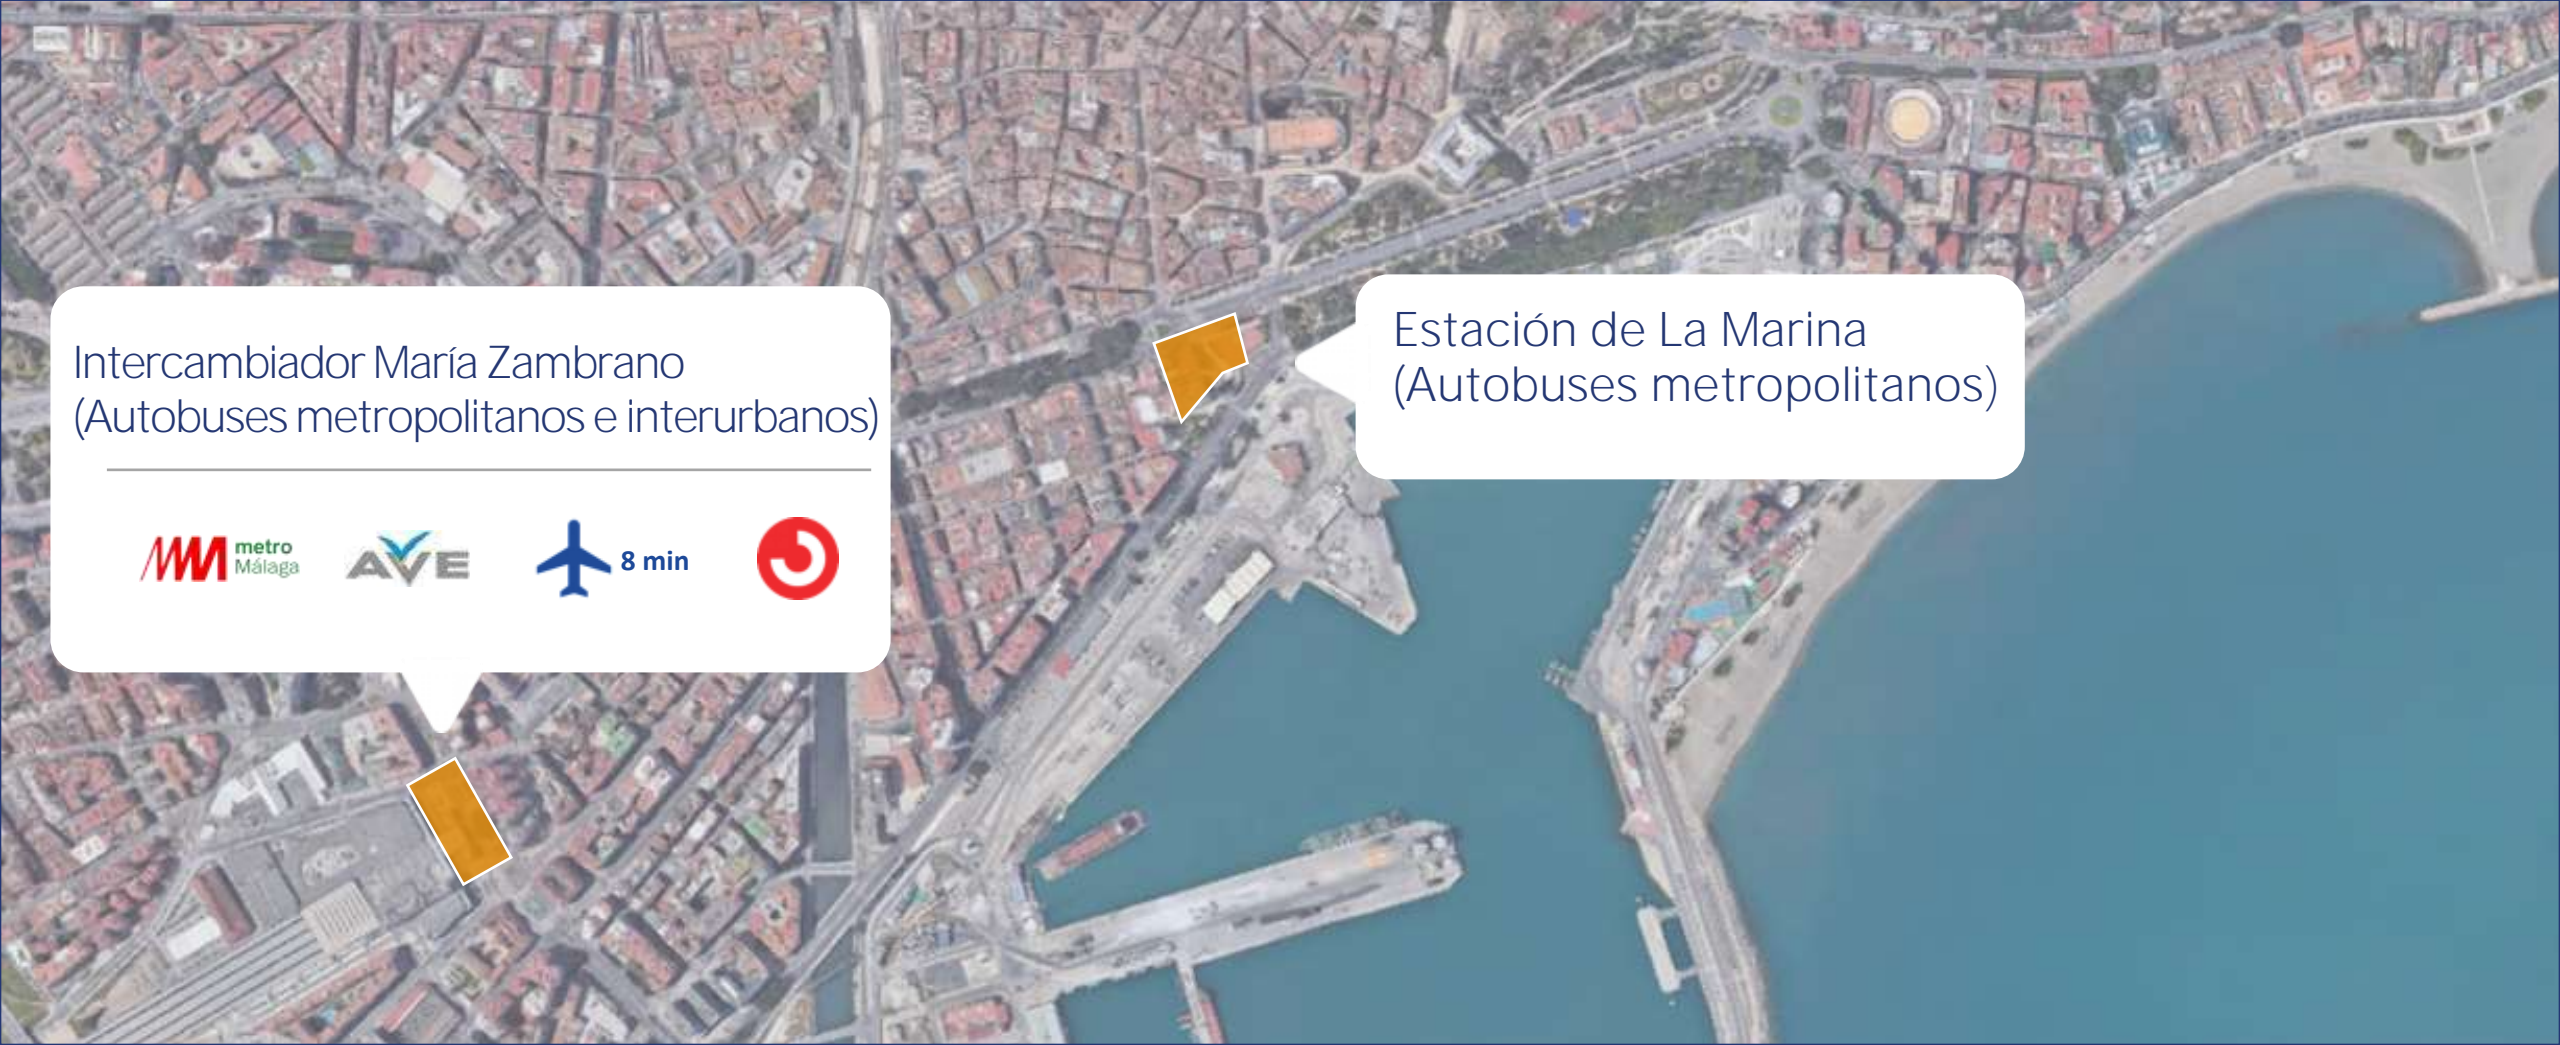 Intercambiador María Zambrano
(Autobuses metropolitanos e interurbanos)
metro
Málaga
AVE
8 min
Estación de La Marina
(Autobuses metropolitanos)